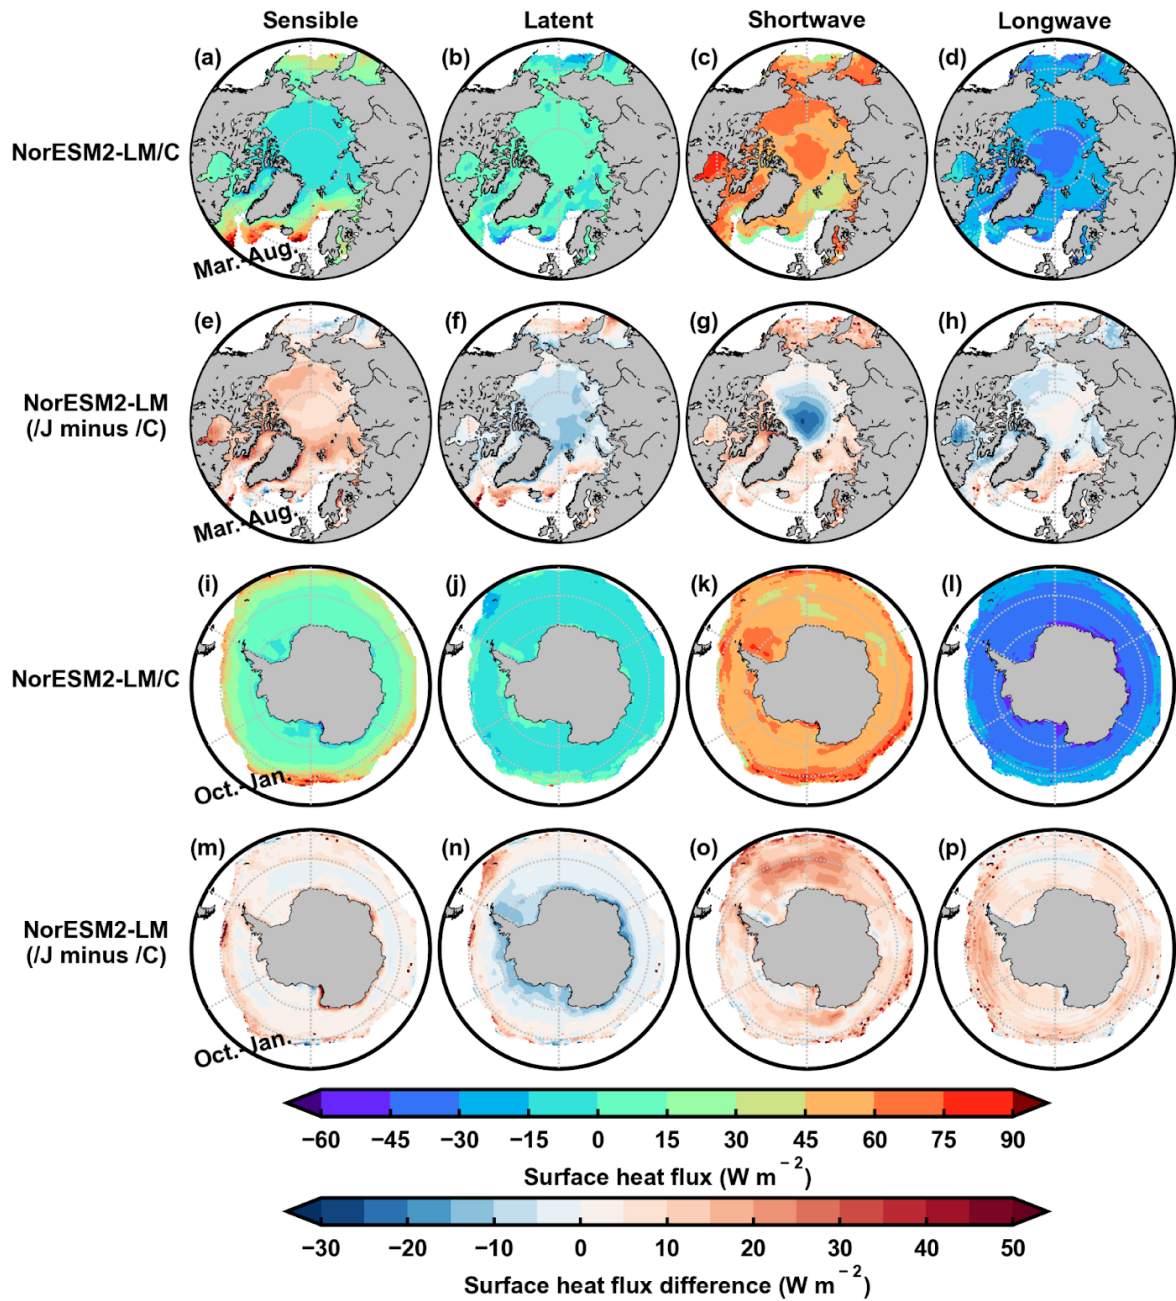 Sensible Latent Shortwave Longwave
(a) (b) (c) (d)
NorESM2-LM/C
Mar.-Aug.
(e) (f) (g) (h)
NorESM2-LM
(/J minus /C)
Mar.-Aug.
(i) (j) (k) (l)
NorESM2-LM/C
Oct.-Jan.
(m) (n) (o) (p)
NorESM2-LM
(/J minus /C)
Oct.-Jan.
−60 −45 −30 −15 0 15 30 45 60 75 90
Surface heat flux (W m⁻²)
−30 −20 −10 0 10 20 30 40 50
Surface heat flux difference (W m⁻²)